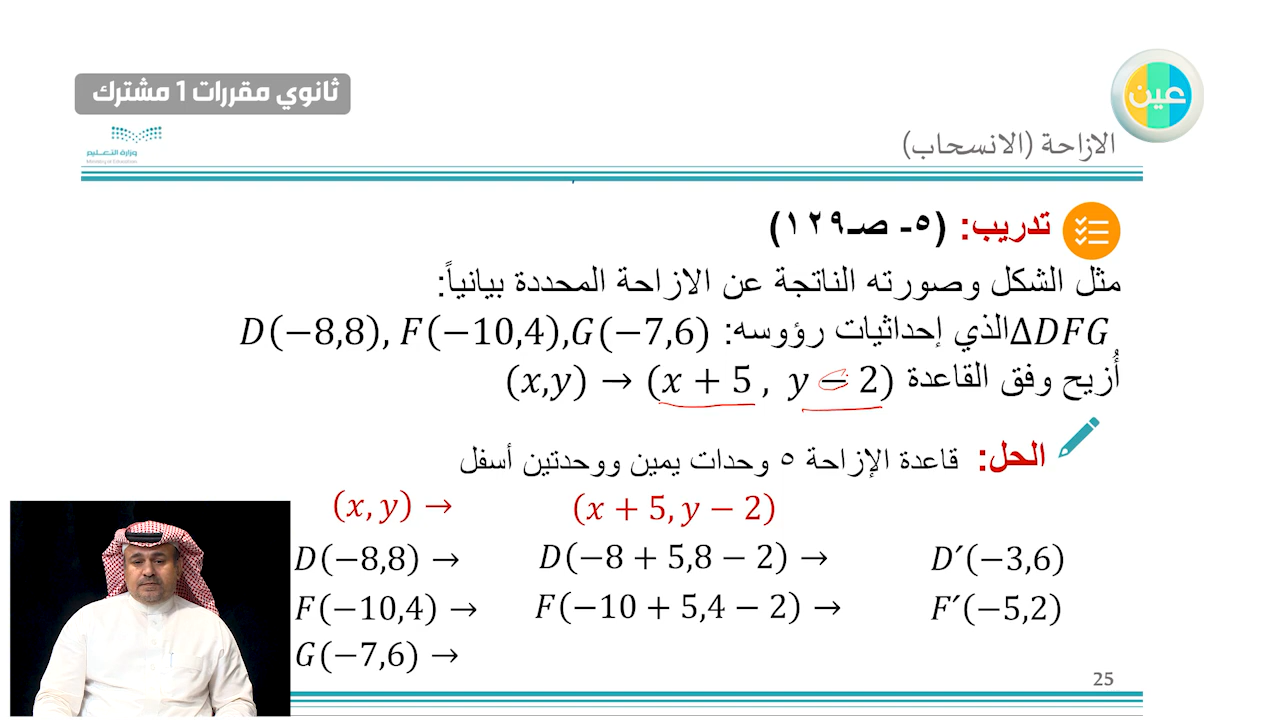 ثانوي مقررات 1 مشترك
عين
وزارة التعليم
Ministry of Education
الازاحة (الانسحاب)
تدريب: (٥- صـ١٢٩)
مثل الشكل وصورته الناتجة عن الازاحة المحددة بيانياً:
ΔDFG الذي إحداثيات رؤوسه: D(−8,8), F(−10,4),G(−7,6)
أُزيح وفق القاعدة (x,y) → (x + 5 , y − 2)
الحل: قاعدة الإزاحة ٥ وحدات يمين ووحدتين أسفل
(x, y) → (x + 5, y − 2)
D(−8,8) → D(−8 + 5,8 − 2) → D′(−3,6)
F(−10,4) → F(−10 + 5,4 − 2) → F′(−5,2)
G(−7,6) →
25